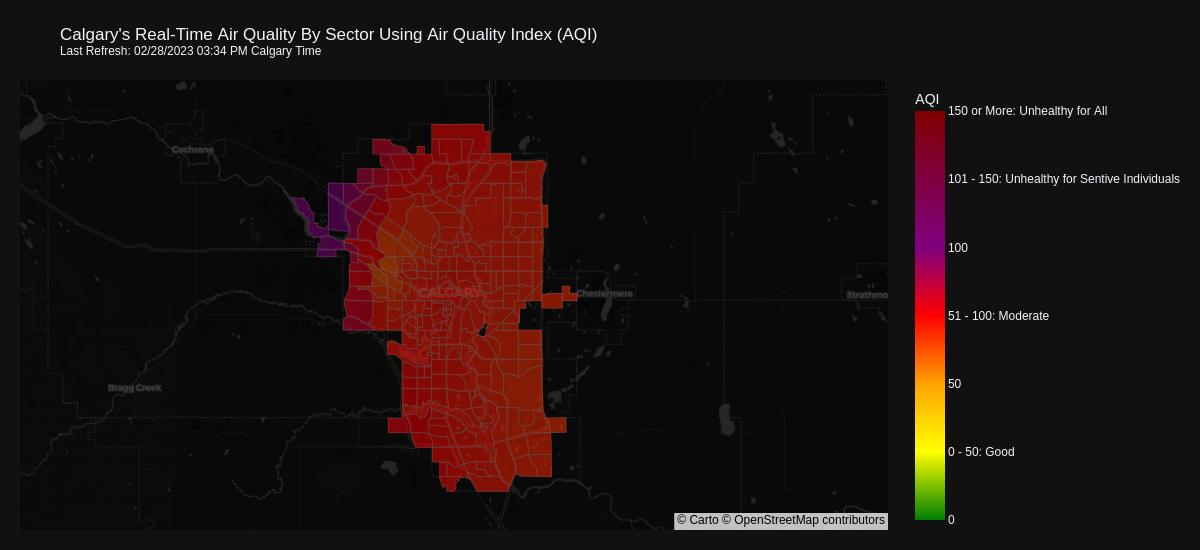 Calgary's Real-Time Air Quality By Sector Using Air Quality Index (AQI)
Last Refresh: 02/28/2023 03:34 PM Calgary Time
AQI
150 or More: Unhealthy for All
Cochrane
101 - 150: Unhealthy for Sentive Individuals
100
CALGARY
Chestermere
Strathmo
51 - 100: Moderate
Bragg Creek
50
0 - 50: Good
© Carto © OpenStreetMap contributors
0